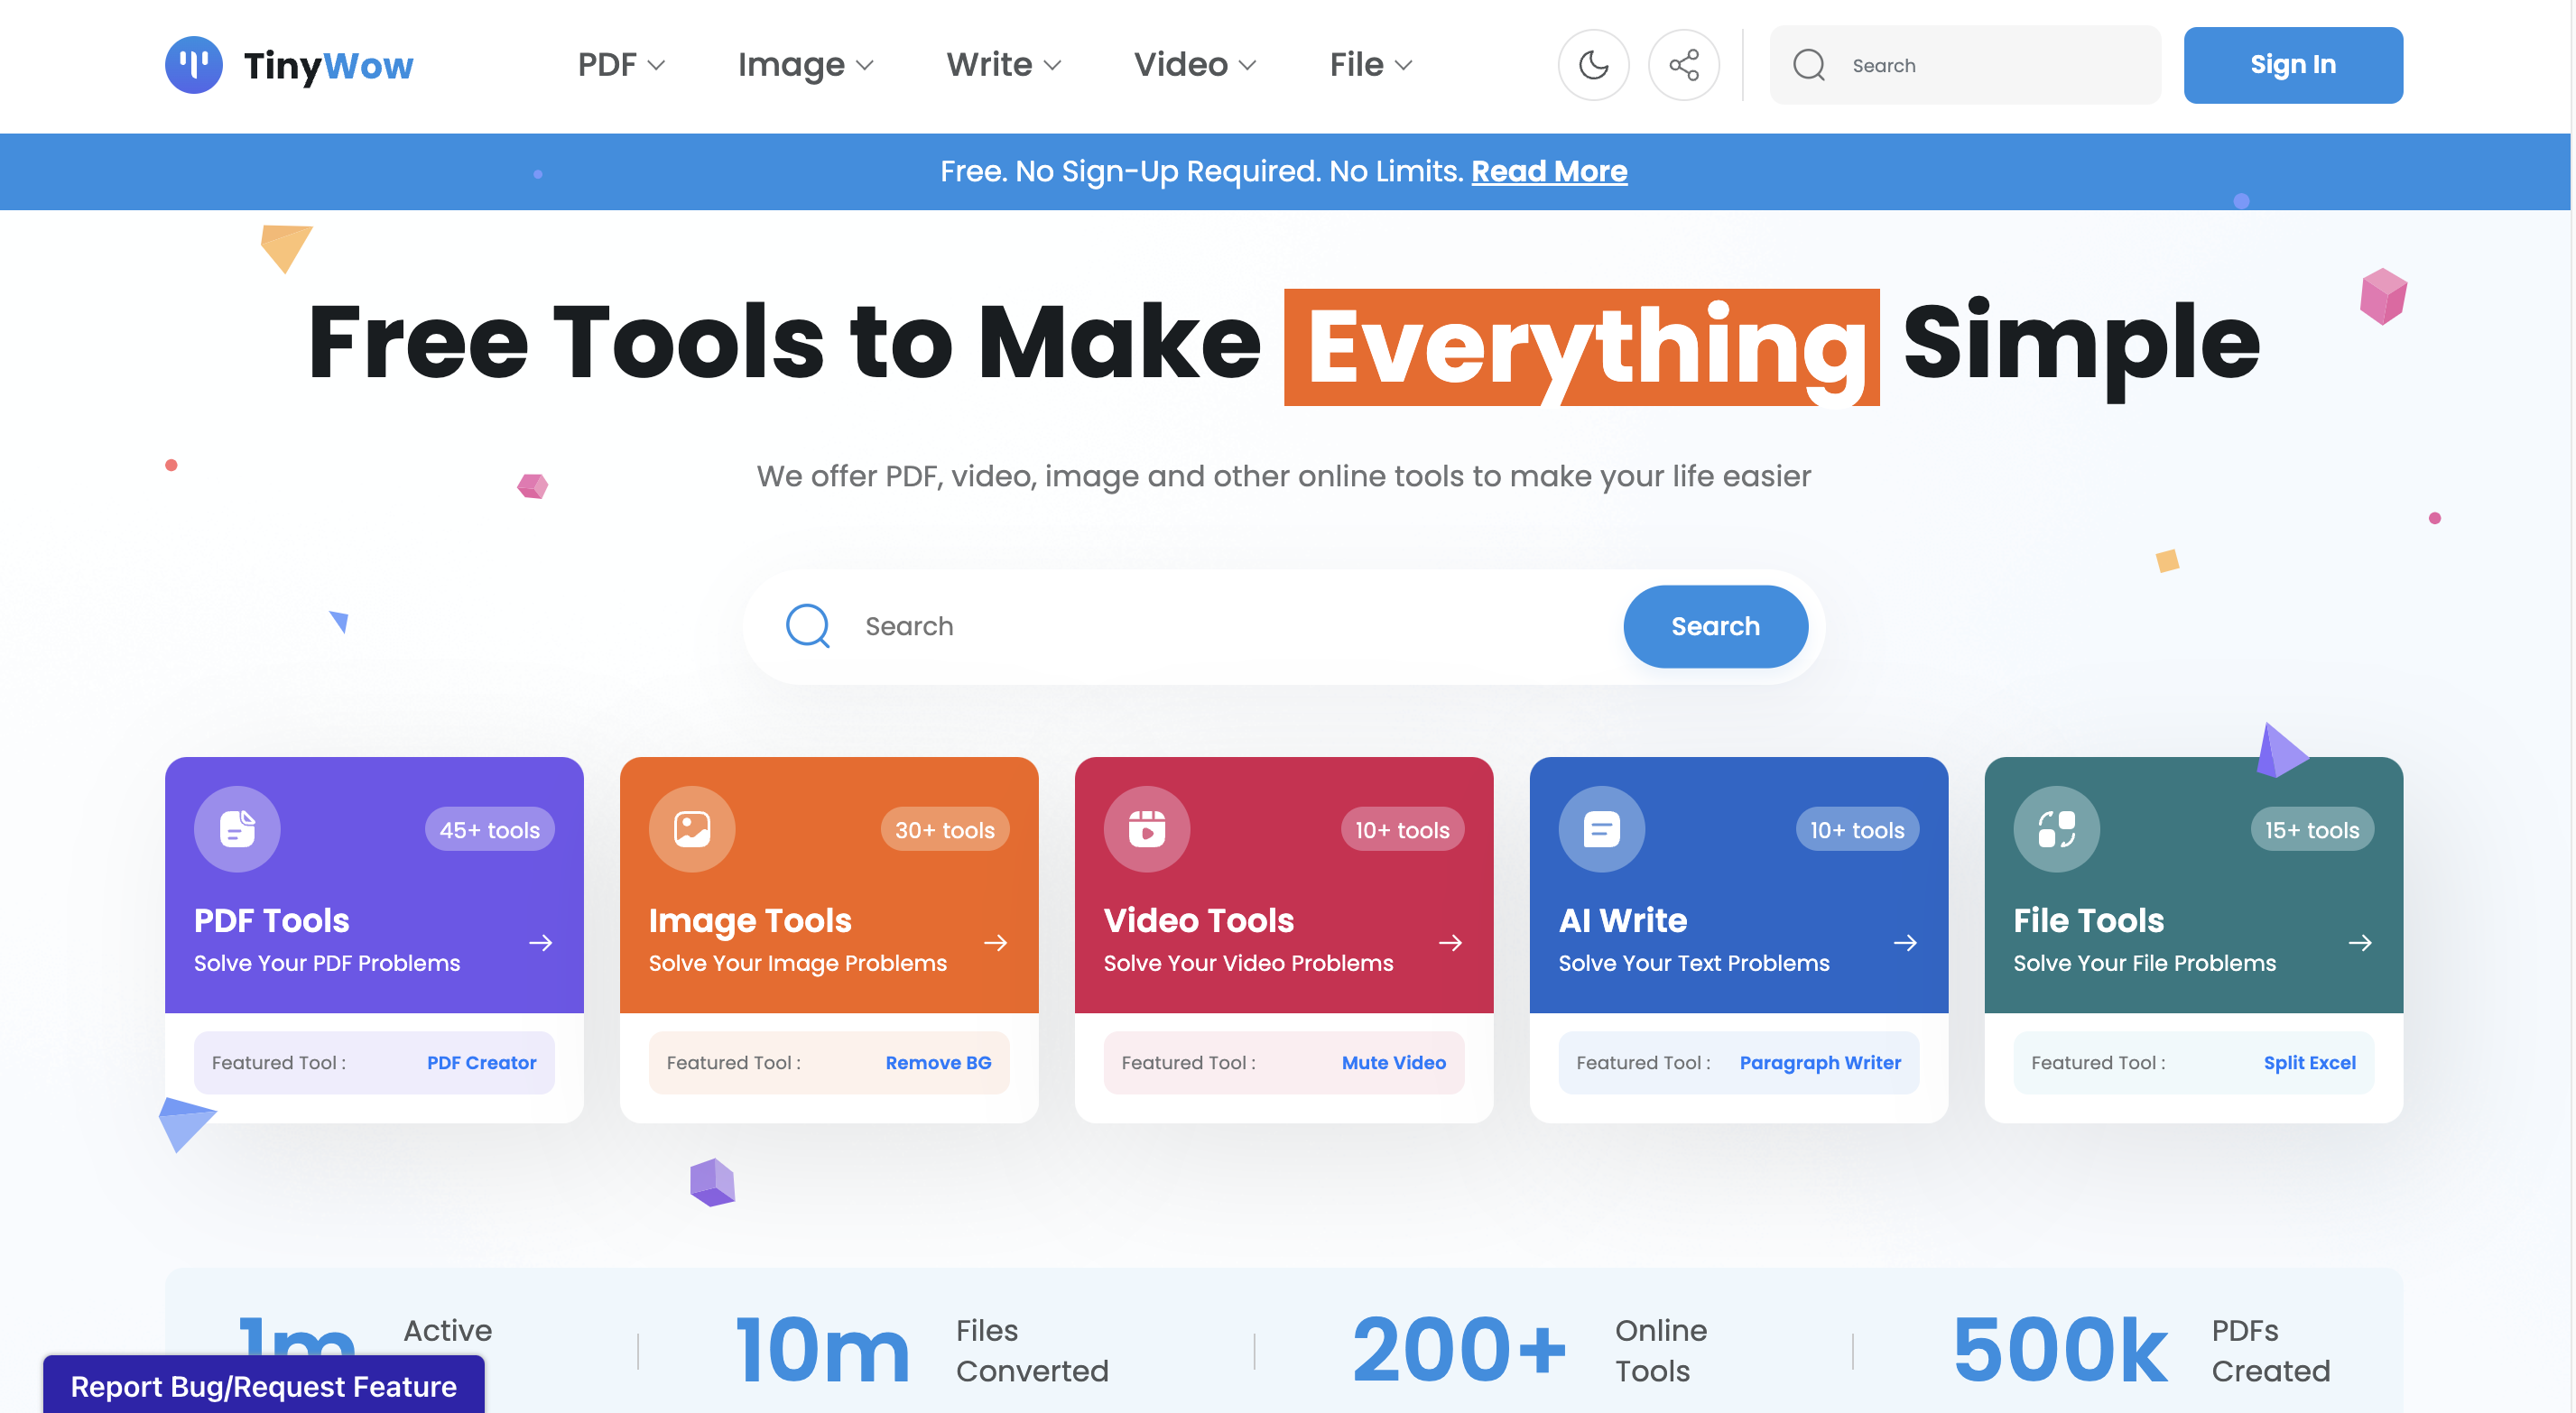 TinyWow
PDF
Image
Write
Video
File
Search
Sign In
Free. No Sign-Up Required. No Limits. Read More
Free Tools to Make Everything Simple
We offer PDF, video, image and other online tools to make your life easier
Search
Search
45+ tools
PDF Tools
Solve Your PDF Problems
Featured Tool :
PDF Creator
30+ tools
Image Tools
Solve Your Image Problems
Featured Tool :
Remove BG
10+ tools
Video Tools
Solve Your Video Problems
Featured Tool :
Mute Video
10+ tools
AI Write
Solve Your Text Problems
Featured Tool :
Paragraph Writer
15+ tools
File Tools
Solve Your File Problems
Featured Tool :
Split Excel
1m
Active
10m
Files
Converted
200+
Online
Tools
500k
PDFs
Created
Report Bug/Request Feature